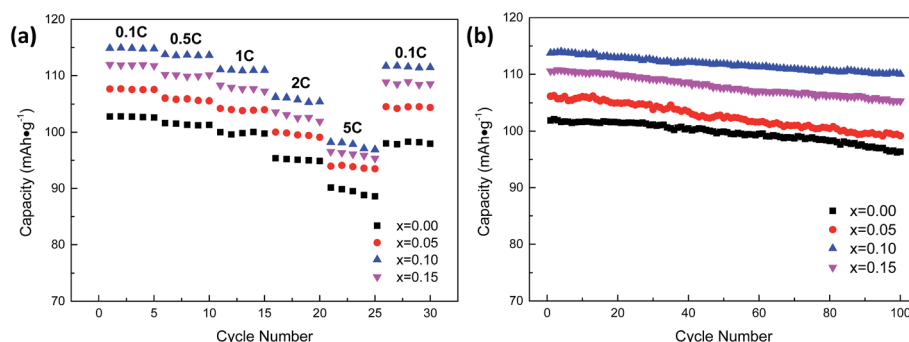 (a)
Capacity (mAh•g⁻¹)
120
110
100
90
80
70
0.1C
0.5C
1C
2C
5C
0.1C
x=0.00
x=0.05
x=0.10
x=0.15
0 5 10 15 20 25 30
Cycle Number
(b)
Capacity (mAh•g⁻¹)
120
110
100
90
80
70
x=0.00
x=0.05
x=0.10
x=0.15
0 20 40 60 80 100
Cycle Number